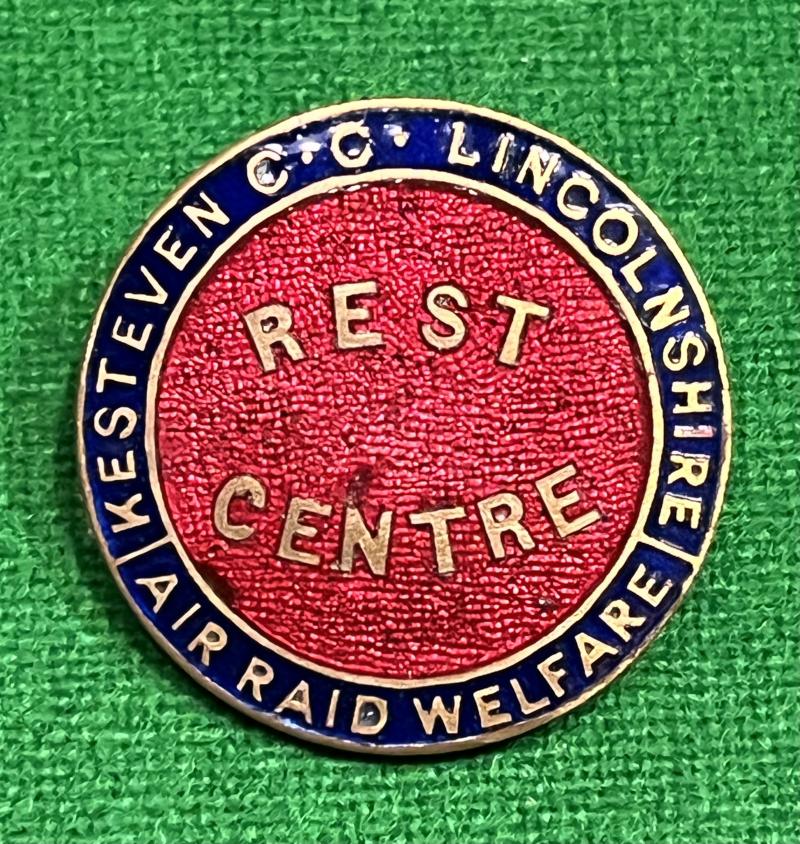 KESTEVEN C·C· LINCOLNSHIRE
REST
CENTRE
AIR RAID WELFARE